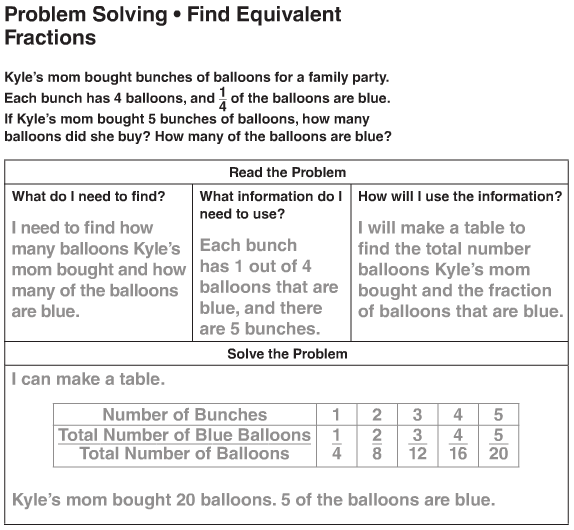 Problem Solving • Find Equivalent
Fractions
Kyle's mom bought bunches of balloons for a family party.
Each bunch has 4 balloons, and 1/4 of the balloons are blue.
If Kyle's mom bought 5 bunches of balloons, how many
balloons did she buy? How many of the balloons are blue?
Read the Problem
What do I need to find?
I need to find how
many balloons Kyle's
mom bought and how
many of the balloons
are blue.
What information do I
need to use?
Each bunch
has 1 out of 4
balloons that are
blue, and there
are 5 bunches.
How will I use the information?
I will make a table to
find the total number
balloons Kyle's mom
bought and the fraction
of balloons that are blue.
Solve the Problem
I can make a table.
Number of Bunches 1 2 3 4 5
Total Number of Blue Balloons 1 2 3 4 5
Total Number of Balloons 4 8 12 16 20
Kyle's mom bought 20 balloons. 5 of the balloons are blue.